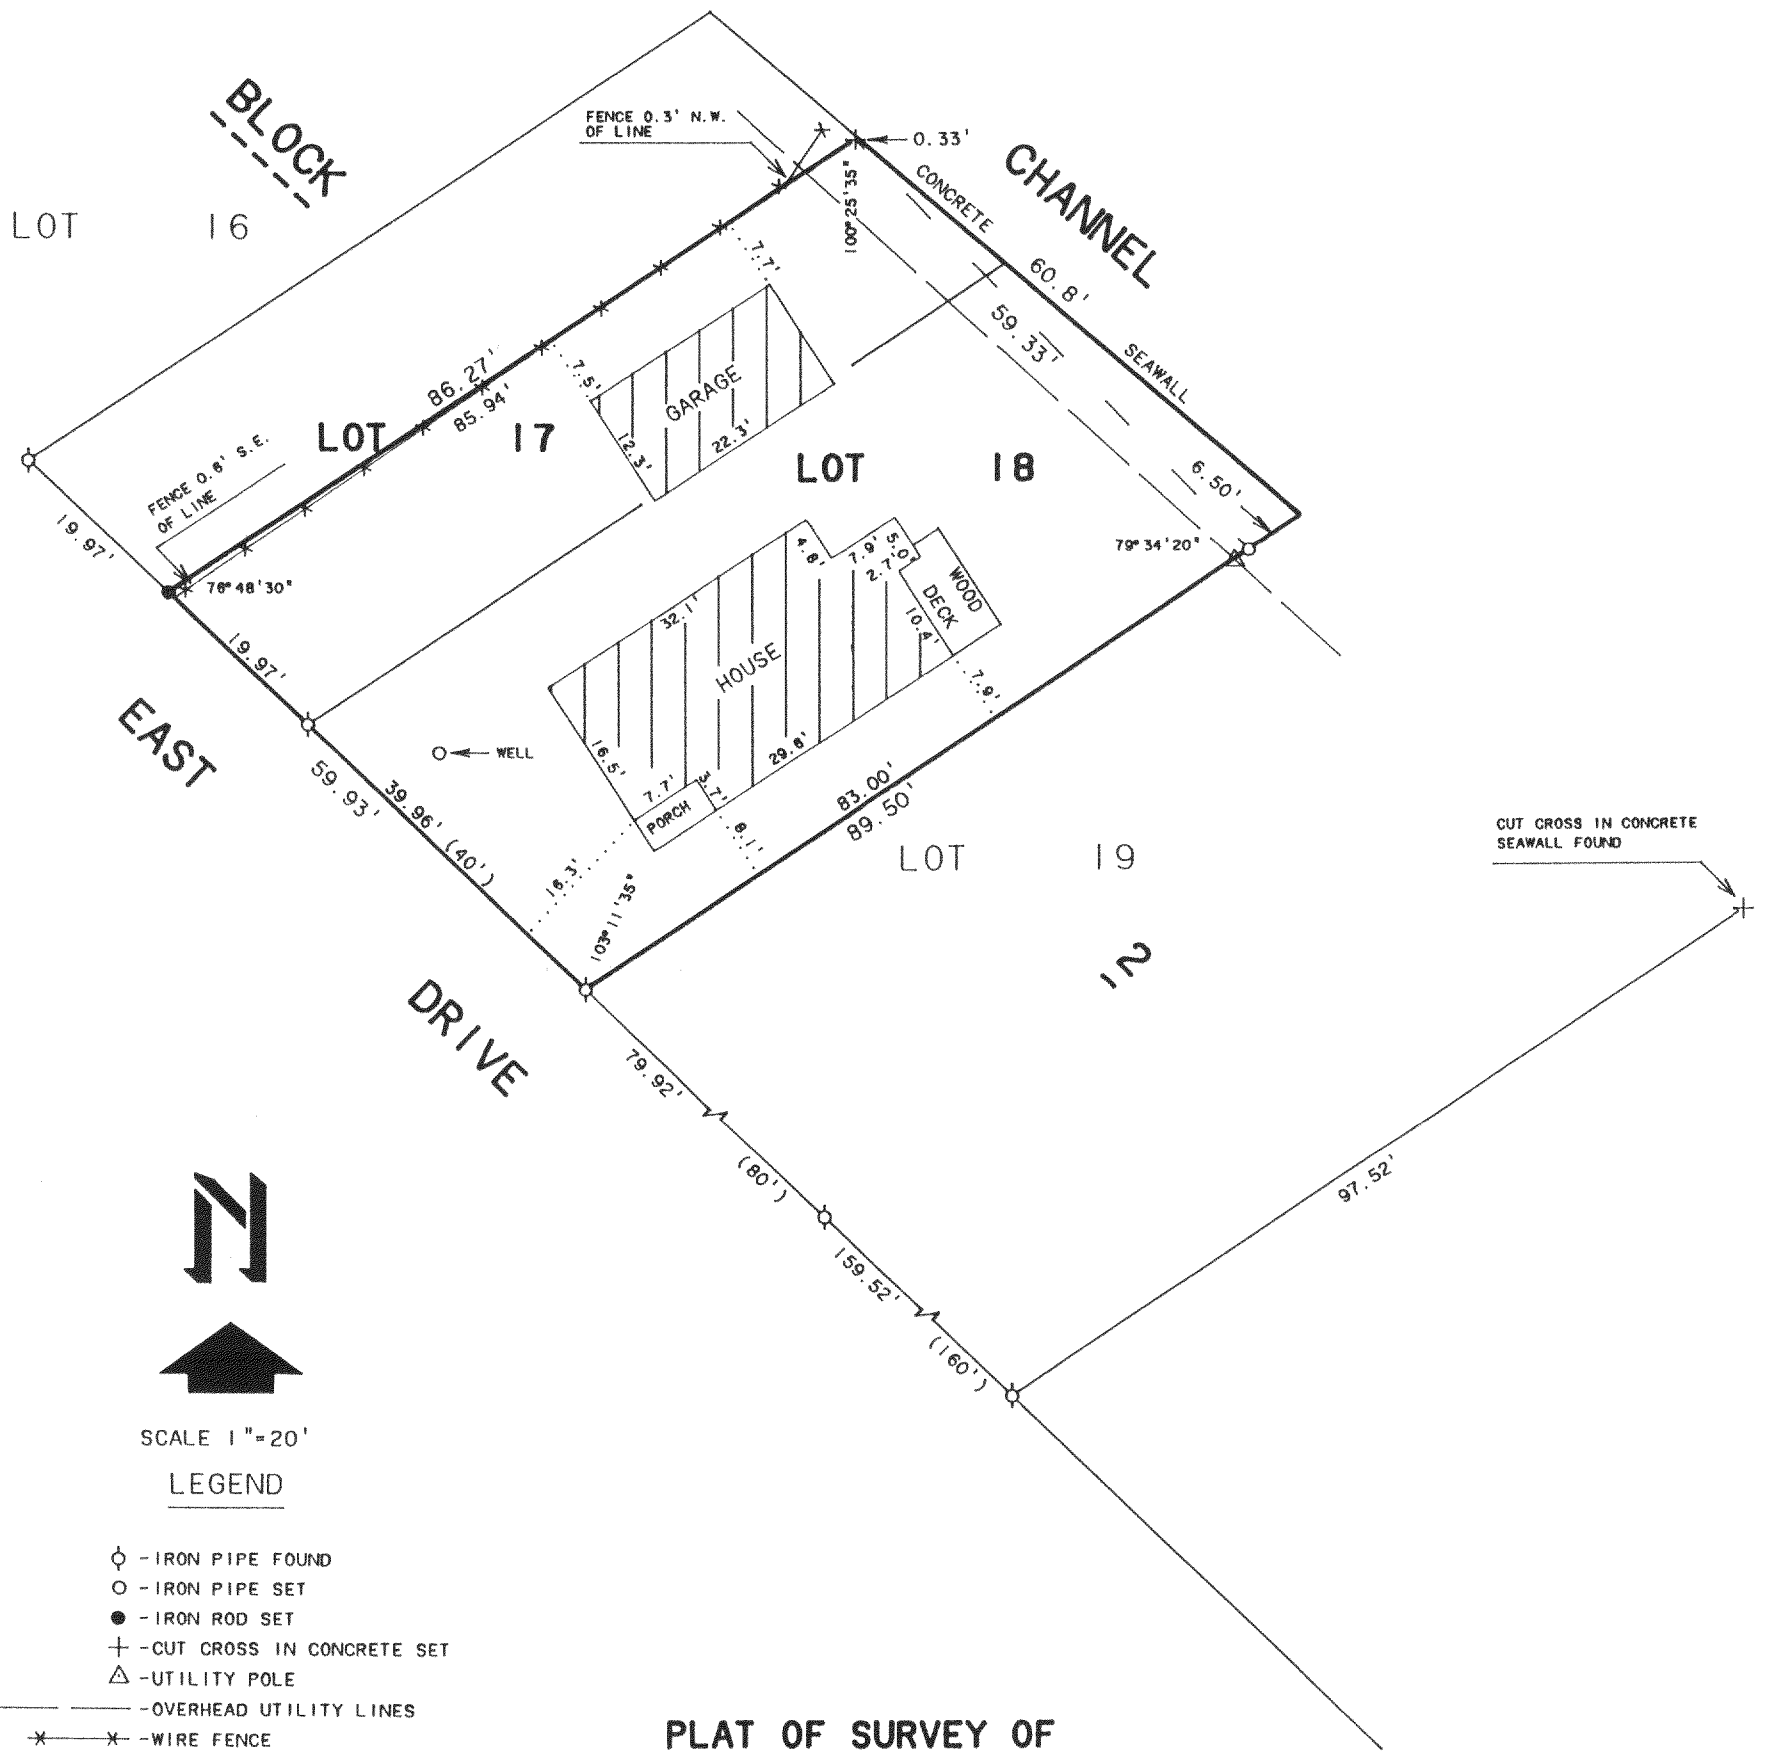 BLOCK
FENCE 0.3' N.W.
OF LINE
0.33'
CHANNEL
CONCRETE
100°25'35"
LOT 16
7.7'
60.8'
59.33'
SEAWALL
86.27'
85.94'
7.5'
GARAGE
12.3'
22.3'
LOT 17
LOT 18
FENCE 0.6' S.E.
OF LINE
6.50'
19.97'
79°34'20"
76°48'30"
4.8'
7.9'
5.0'
2.7'
WOOD
DECK
32.1'
10.4'
19.97'
HOUSE
7.9'
EAST
WELL
16.5'
29.8'
7.7'
3.7'
PORCH
59.93'
39.96' (40')
83.00'
89.50'
8.1'
16.3'
103°11'35"
LOT 19
CUT CROSS IN CONCRETE
SEAWALL FOUND
2
DRIVE
79.92'
(80')
97.52'
159.52'
(160')
N
SCALE 1"=20'
LEGEND
-IRON PIPE FOUND
-IRON PIPE SET
-IRON ROD SET
-CUT CROSS IN CONCRETE SET
-UTILITY POLE
-OVERHEAD UTILITY LINES
-WIRE FENCE
PLAT OF SURVEY OF